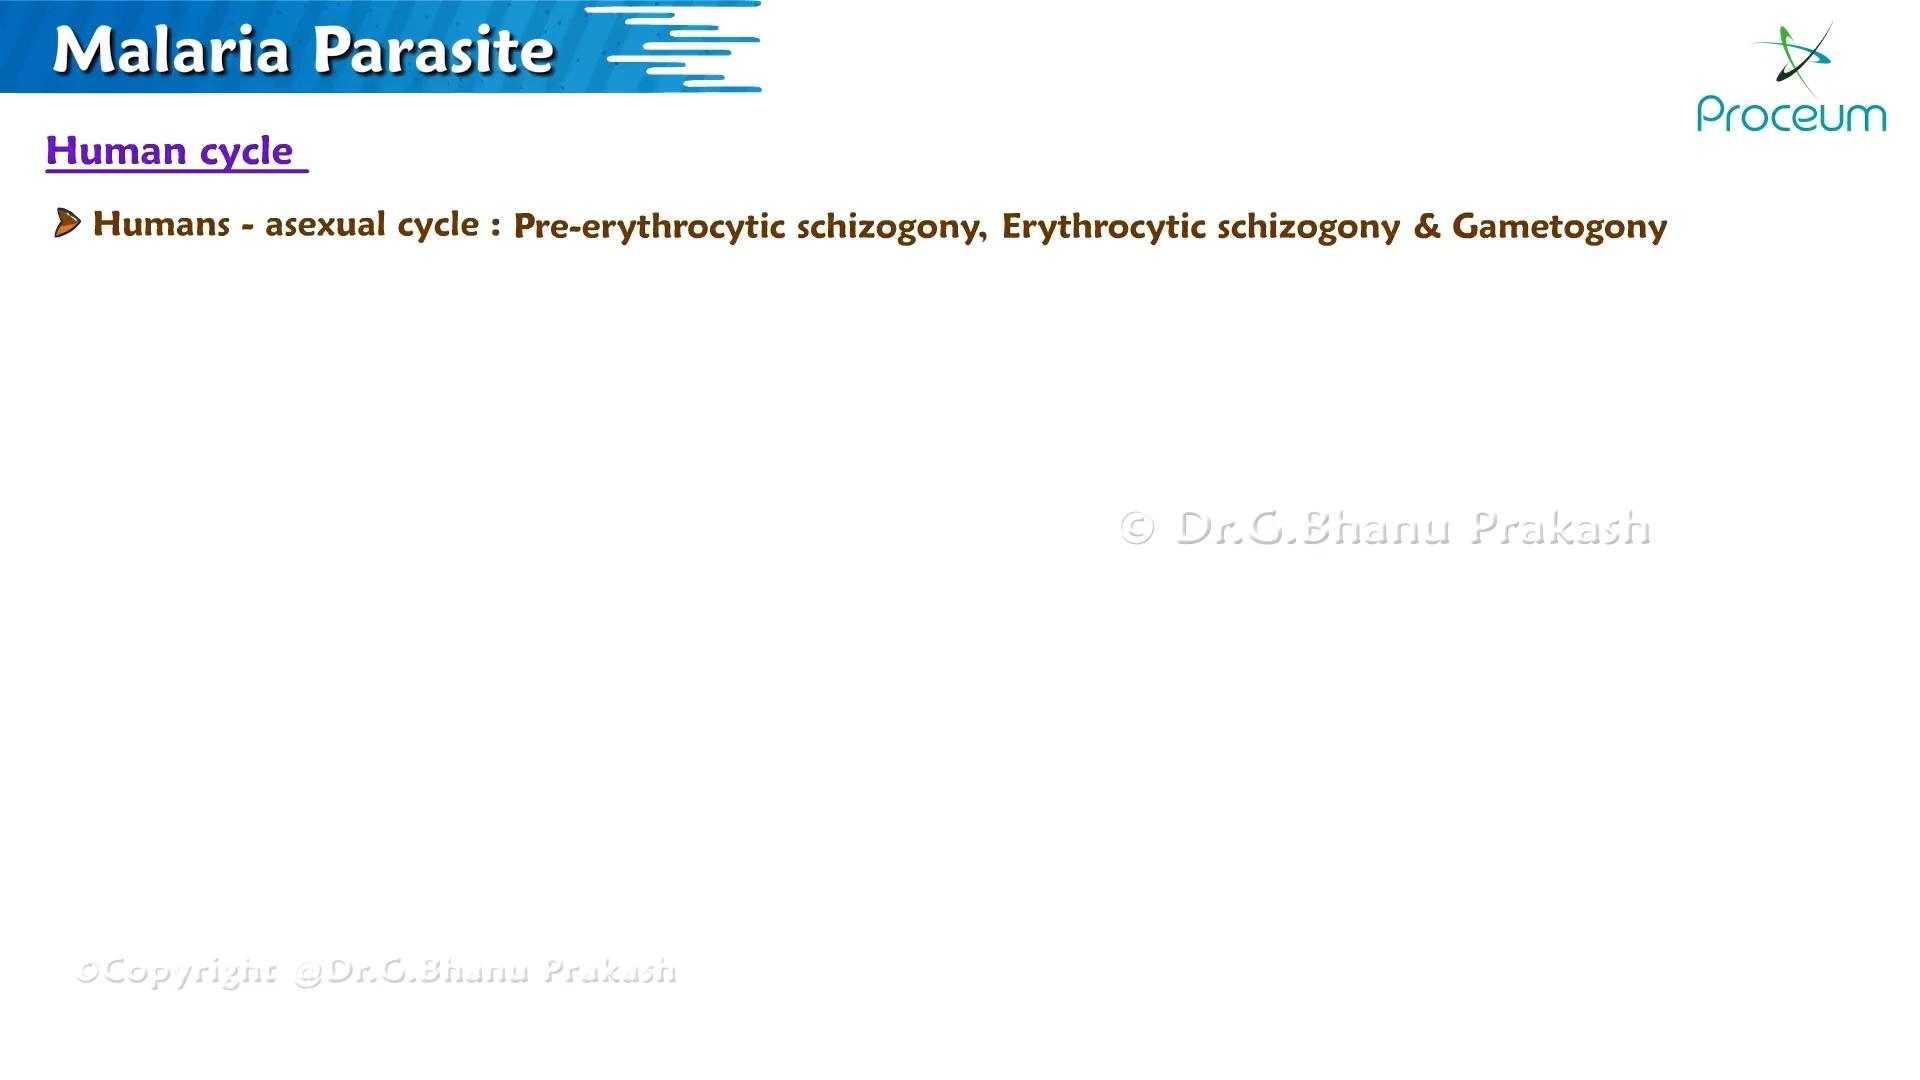 Malaria Parasite
Proceum
Human cycle
Humans - asexual cycle : Pre-erythrocytic schizogony, Erythrocytic schizogony & Gametogony
© Dr.G.Bhanu Prakash
©Copyright @Dr.G.Bhanu Prakash